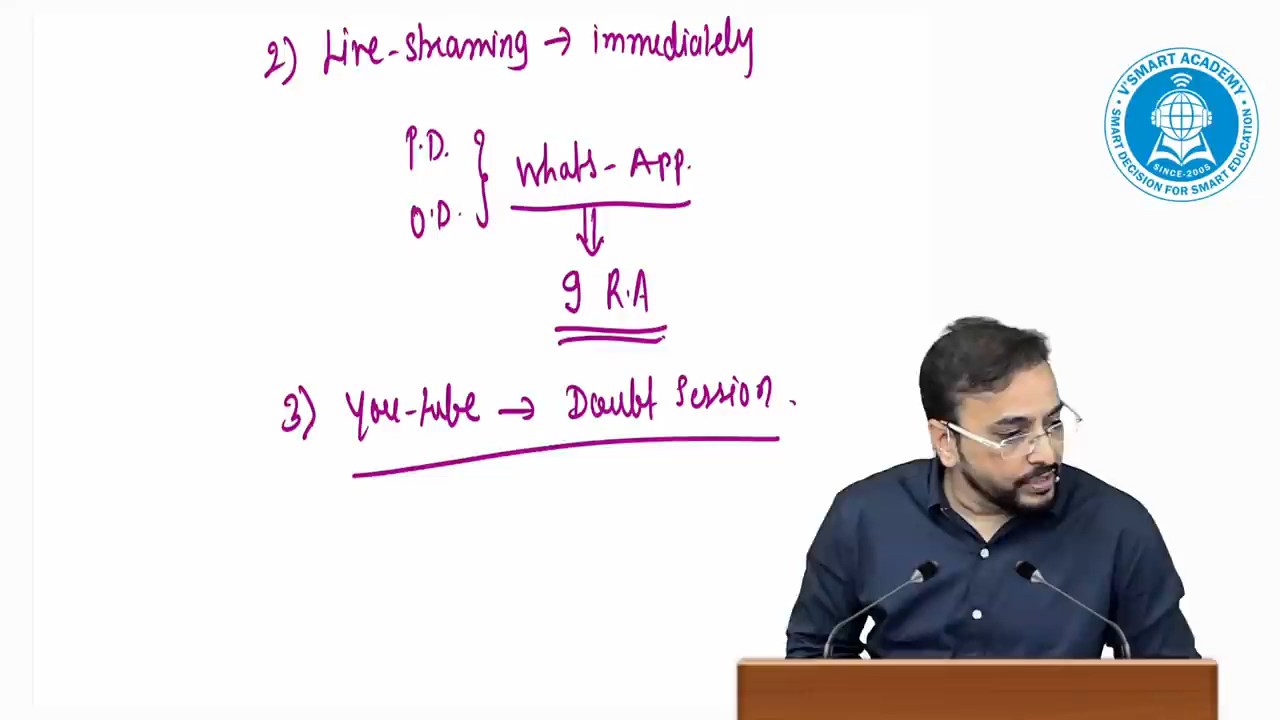 2) Live-streaming → immediately
P.D.
O.D. } Whats-App.
⇓
9 R.A
3) You-tube → Doubt Session.
V'SMART ACADEMY
SINCE-2005
SMART DECISION FOR SMART EDUCATION